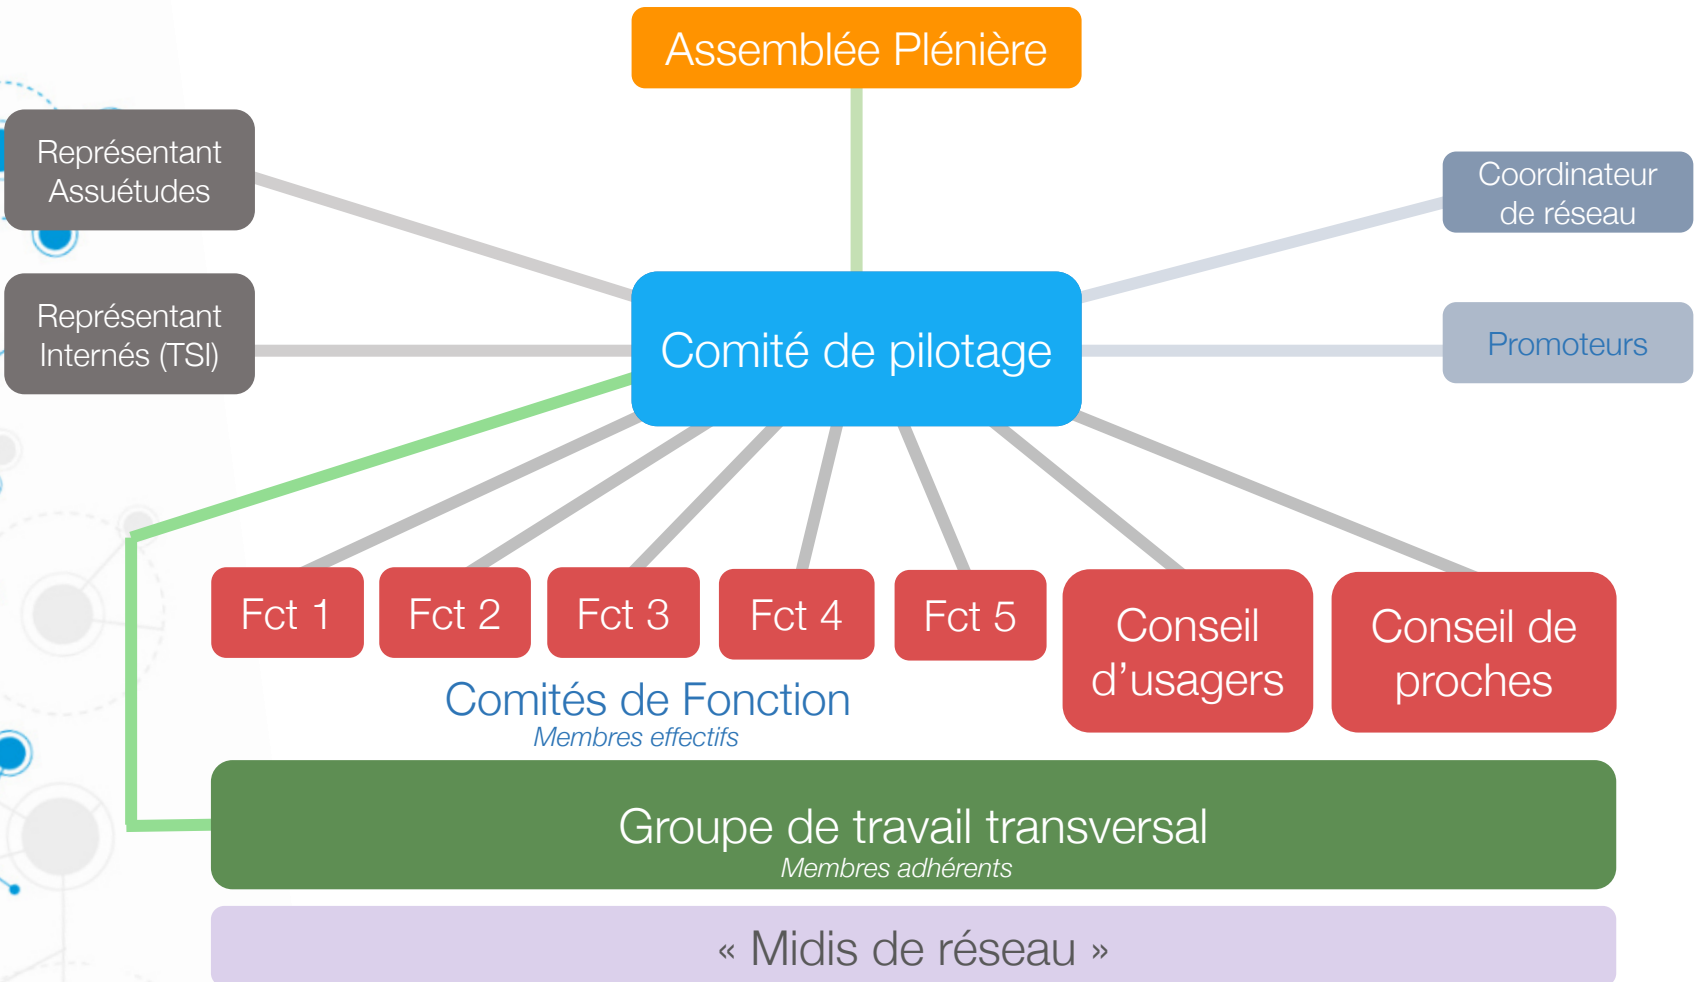 Assemblée Plénière
Représentant
Assuétudes
Coordinateur
de réseau
Représentant
Internés (TSI)
Comité de pilotage
Promoteurs
Fct 1
Fct 2
Fct 3
Fct 4
Fct 5
Conseil
d’usagers
Conseil de
proches
Comités de Fonction
Membres effectifs
Groupe de travail transversal
Membres adhérents
« Midis de réseau »